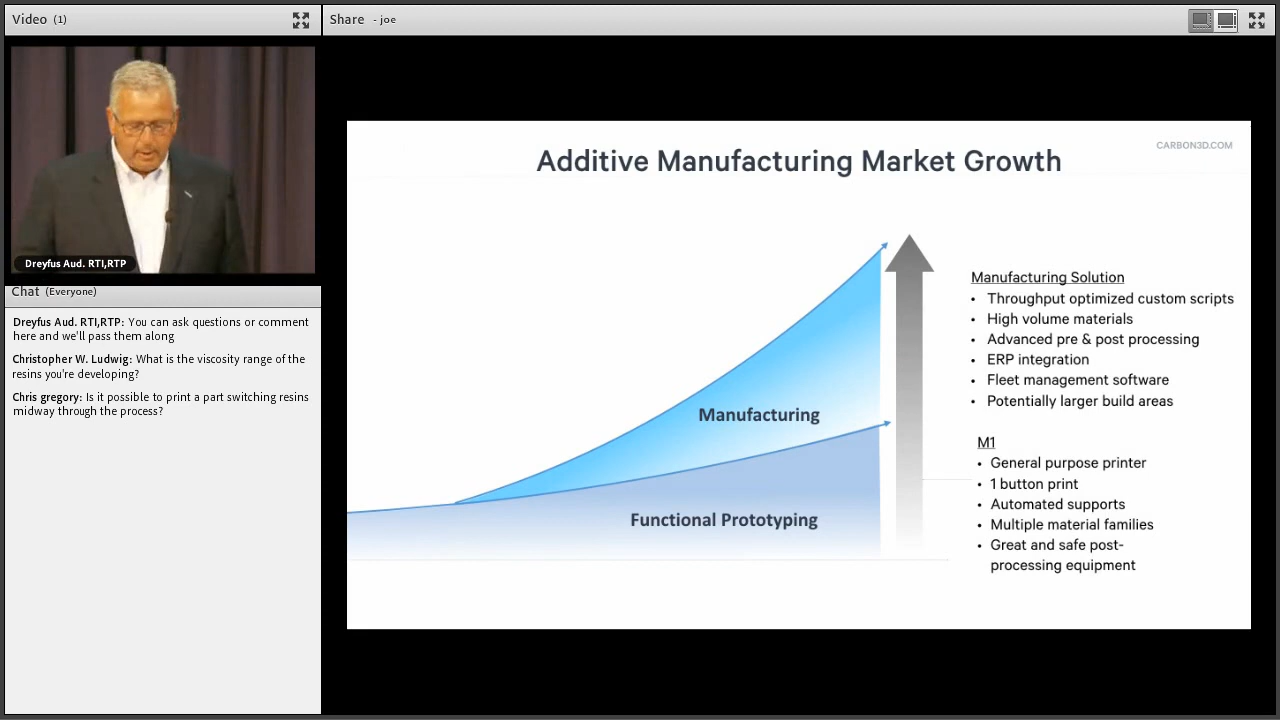 Video (1)
Share - joe
Dreyfus Aud. RTI,RTP
Chat (Everyone)
Dreyfus Aud. RTI,RTP: You can ask questions or comment
here and we'll pass them along
Christopher W. Ludwig: What is the viscosity range of the
resins you're developing?
Chris gregory: Is it possible to print a part switching resins
midway through the process?
CARBON3D.COM
Additive Manufacturing Market Growth
Manufacturing
Functional Prototyping
Manufacturing Solution
• Throughput optimized custom scripts
• High volume materials
• Advanced pre & post processing
• ERP integration
• Fleet management software
• Potentially larger build areas
M1
• General purpose printer
• 1 button print
• Automated supports
• Multiple material families
• Great and safe post-
processing equipment